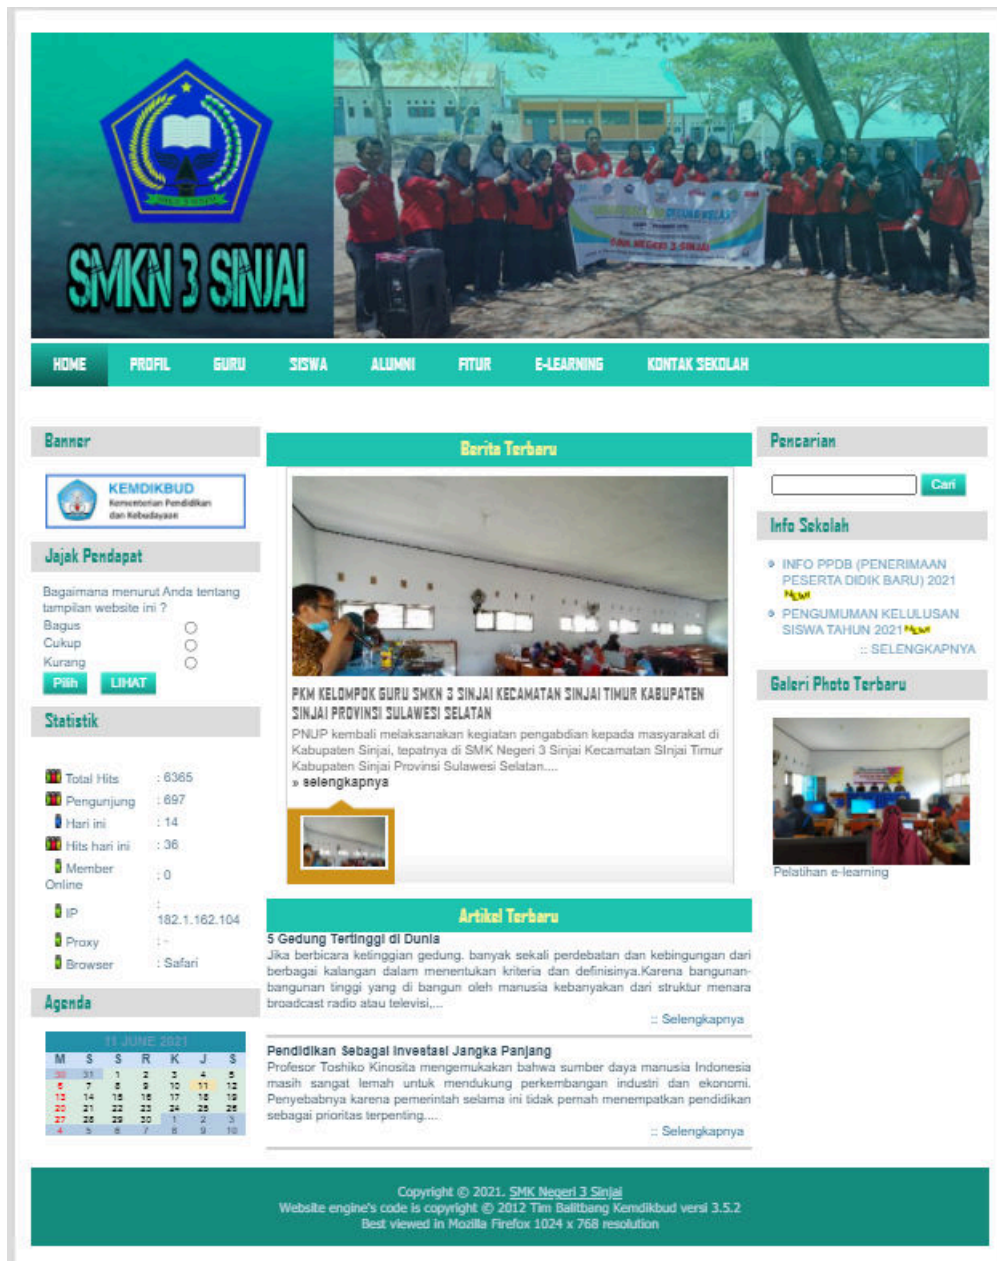 SMKN 3 SINJAI
SMK NEGERI 3 SINJAI
HOME PROFIL GURU SISWA ALUMNI FITUR E-LEARNING KONTAK SEKOLAH
Banner
KEMDIKBUD
Kementerian Pendidikan
dan Kebudayaan
Jajak Pendapat
Bagaimana menurut Anda tentang
tampilan website ini ?
Bagus
Cukup
Kurang
Pilih LIHAT
Statistik
Total Hits : 6365
Pengunjung : 697
Hari ini : 14
Hits hari ini : 36
Member
Online : 0
IP :
182.1.162.104
Proxy : -
Browser : Safari
Agenda
11 JUNE 2021
M S S R K J S
30 31 1 2 3 4 5
6 7 8 9 10 11 12
13 14 15 16 17 18 19
20 21 22 23 24 25 26
27 28 29 30 1 2 3
4 5 6 7 8 9 10
Berita Terbaru
PKM KELOMPOK GURU SMKN 3 SINJAI KECAMATAN SINJAI TIMUR KABUPATEN
SINJAI PROVINSI SULAWESI SELATAN
PNUP kembali melaksanakan kegiatan pengabdian kepada masyarakat di
Kabupaten Sinjai, tepatnya di SMK Negeri 3 Sinjai Kecamatan SInjai Timur
Kabupaten Sinjai Provinsi Sulawesi Selatan....
» selengkapnya
Artikel Terbaru
5 Gedung Tertinggi di Dunia
Jika berbicara ketinggian gedung. banyak sekali perdebatan dan kebingungan dari
berbagai kalangan dalam menentukan kriteria dan definisinya.Karena bangunan-
bangunan tinggi yang di bangun oleh manusia kebanyakan dari struktur menara
broadcast radio atau televisi,...
:: Selengkapnya
Pendidikan Sebagai Investasi Jangka Panjang
Profesor Toshiko Kinosita mengemukakan bahwa sumber daya manusia Indonesia
masih sangat lemah untuk mendukung perkembangan industri dan ekonomi.
Penyebabnya karena pemerintah selama ini tidak pernah menempatkan pendidikan
sebagai prioritas terpenting....
:: Selengkapnya
Pencarian
Cari
Info Sekolah
INFO PPDB (PENERIMAAN
PESERTA DIDIK BARU) 2021
NEW!
PENGUMUMAN KELULUSAN
SISWA TAHUN 2021 NEW!
:: SELENGKAPNYA
Galeri Photo Terbaru
Pelatihan e-learning
Copyright © 2021. SMK Negeri 3 Sinjai
Website engine's code is copyright © 2012 Tim Balitbang Kemdikbud versi 3.5.2
Best viewed in Mozilla Firefox 1024 x 768 resolution